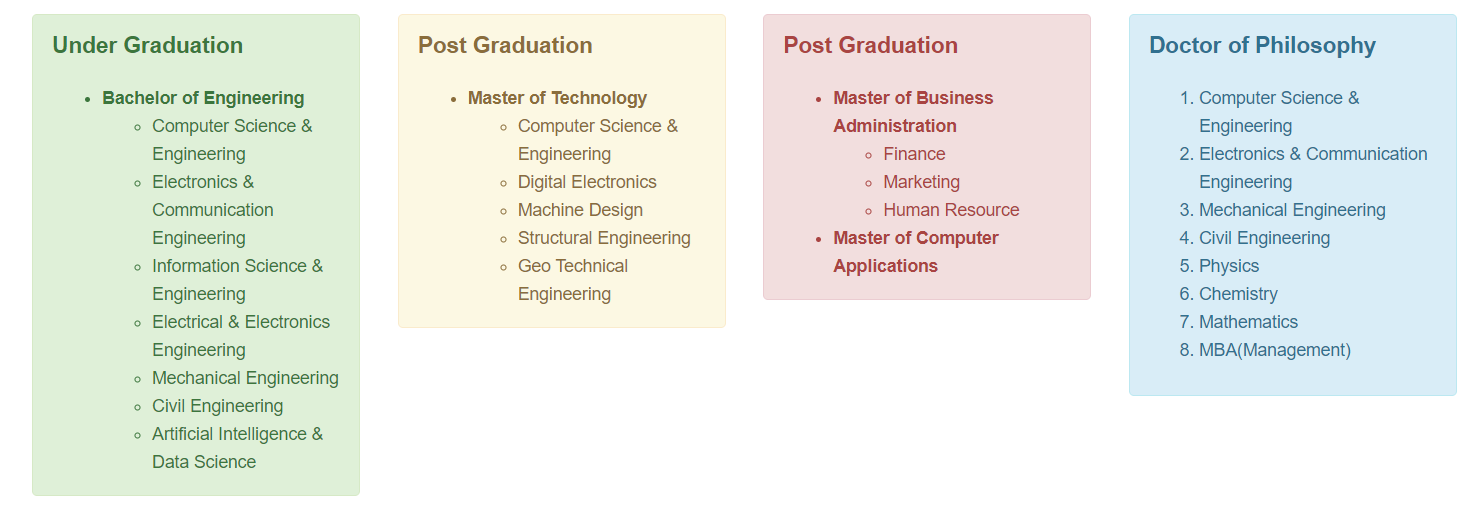 Under Graduation
Bachelor of Engineering
Computer Science &
Engineering
Electronics &
Communication
Engineering
Information Science &
Engineering
Electrical & Electronics
Engineering
Mechanical Engineering
Civil Engineering
Artificial Intelligence &
Data Science
Post Graduation
Master of Technology
Computer Science &
Engineering
Digital Electronics
Machine Design
Structural Engineering
Geo Technical
Engineering
Post Graduation
Master of Business
Administration
Finance
Marketing
Human Resource
Master of Computer
Applications
Doctor of Philosophy
1. Computer Science &
Engineering
2. Electronics & Communication
Engineering
3. Mechanical Engineering
4. Civil Engineering
5. Physics
6. Chemistry
7. Mathematics
8. MBA(Management)